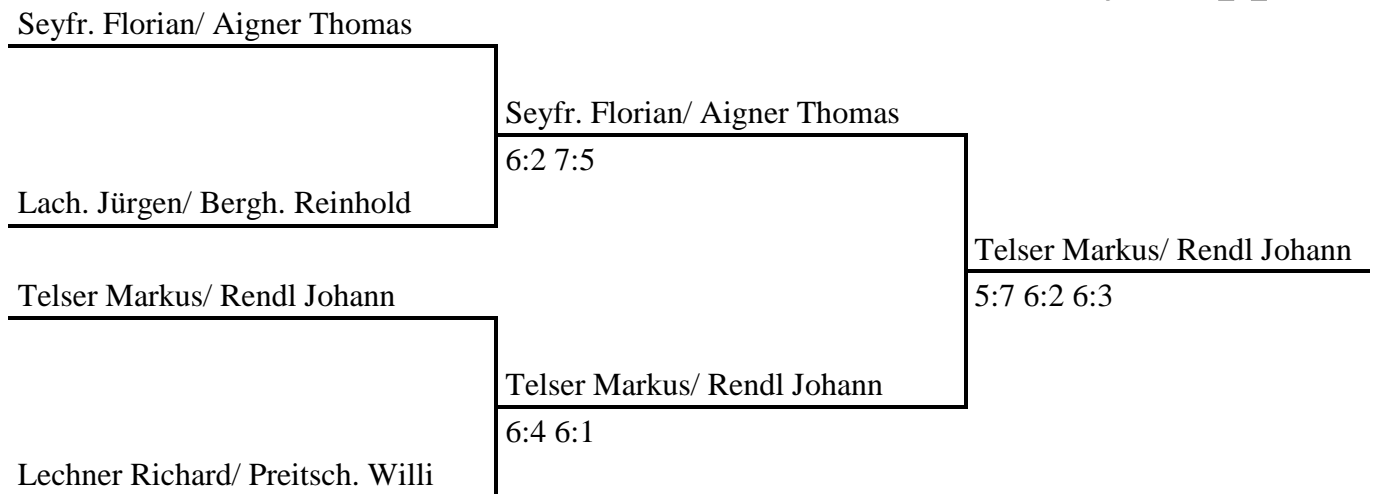 Seyfr. Florian/ Aigner Thomas
Seyfr. Florian/ Aigner Thomas
6:2 7:5
Lach. Jürgen/ Bergh. Reinhold
Telser Markus/ Rendl Johann
Telser Markus/ Rendl Johann
5:7 6:2 6:3
Telser Markus/ Rendl Johann
6:4 6:1
Lechner Richard/ Preitsch. Willi